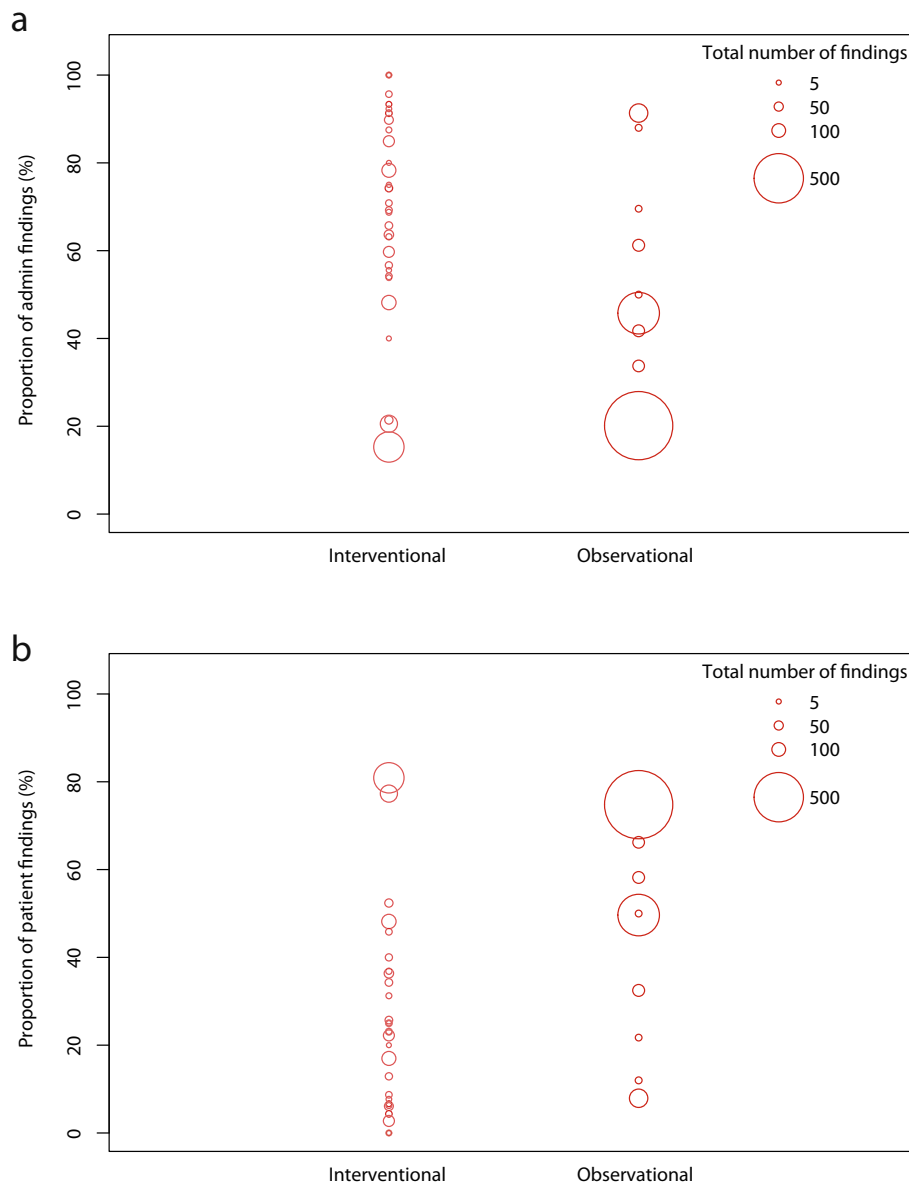 a
Total number of findings
5
50
100
500
Proportion of admin findings (%)
100
80
60
40
20
0
Interventional Observational
b
Total number of findings
5
50
100
500
Proportion of patient findings (%)
100
80
60
40
20
0
Interventional Observational